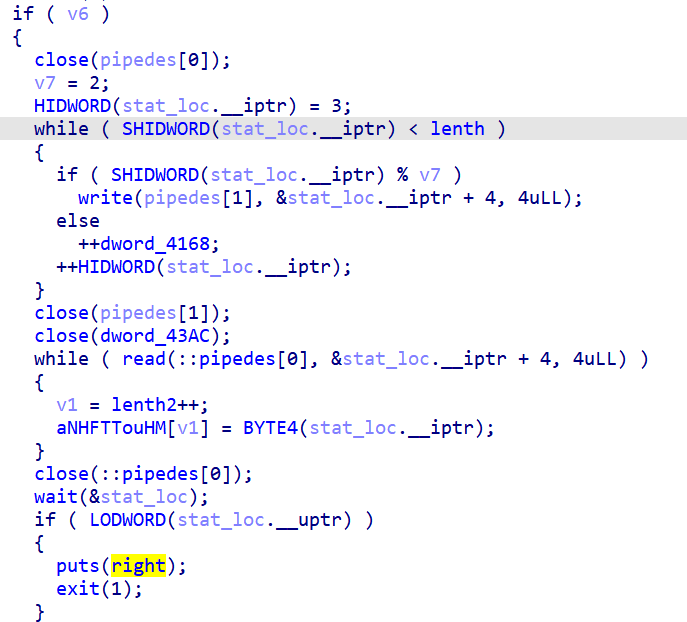 if ( v6 )
{
close(pipedes[0]);
v7 = 2;
HIDWORD(stat_loc.__iptr) = 3;
while ( SHIDWORD(stat_loc.__iptr) < lenth )
{
if ( SHIDWORD(stat_loc.__iptr) % v7 )
write(pipedes[1], &stat_loc.__iptr + 4, 4uLL);
else
++dword_4168;
++HIDWORD(stat_loc.__iptr);
}
close(pipedes[1]);
close(dword_43AC);
while ( read(::pipedes[0], &stat_loc.__iptr + 4, 4uLL) )
{
v1 = lenth2++;
aNHFTTouHM[v1] = BYTE4(stat_loc.__iptr);
}
close(::pipedes[0]);
wait(&stat_loc);
if ( LODWORD(stat_loc.__uptr) )
{
puts(right);
exit(1);
}